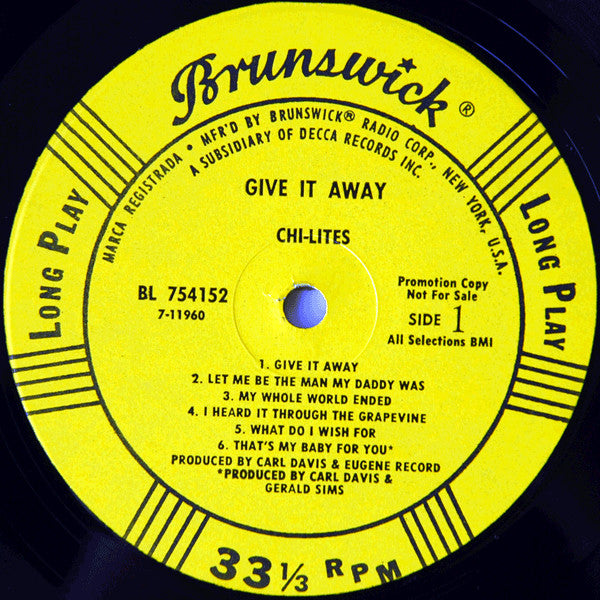 Brunswick®
MARCA REGISTRADA • MFR'D BY BRUNSWICK® RADIO CORP., NEW YORK, U.S.A.
A SUBSIDIARY OF DECCA RECORDS INC.
LONG PLAY
LONG PLAY
GIVE IT AWAY
CHI-LITES
BL 754152
7-11960
Promotion Copy
Not For Sale
SIDE 1
All Selections BMI
1. GIVE IT AWAY
2. LET ME BE THE MAN MY DADDY WAS
3. MY WHOLE WORLD ENDED
4. I HEARD IT THROUGH THE GRAPEVINE
5. WHAT DO I WISH FOR
6. THAT'S MY BABY FOR YOU*
PRODUCED BY CARL DAVIS & EUGENE RECORD
*PRODUCED BY CARL DAVIS &
GERALD SIMS
33 1/3 RPM